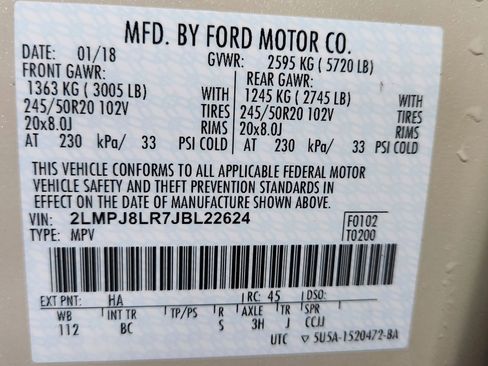 MFD. BY FORD MOTOR CO.
DATE: 01/18 GVWR: 2595 KG ( 5720 LB)
FRONT GAWR: REAR GAWR:
1363 KG ( 3005 LB) WITH 1245 KG ( 2745 LB) WITH
245/50R20 102V TIRES 245/50R20 102V TIRES
20x8.0J RIMS 20x8.0J RIMS
AT 230 kPa/ 33 PSI COLD AT 230 kPa/ 33 PSI COLD
THIS VEHICLE CONFORMS TO ALL APPLICABLE FEDERAL MOTOR
VEHICLE SAFETY AND THEFT PREVENTION STANDARDS IN
EFFECT ON THE DATE OF MANUFACTURE SHOWN ABOVE.
VIN: 2LMPJ8LR7JBL22624 F0102
TYPE: MPV T0200
EXT PNT: HA RC: 45 DSO:
WB INT TR TP/PS R AXLE TR SPR
112 BC S 3H J CCJJ
UTC ▽ 5U5A-1520472-BA